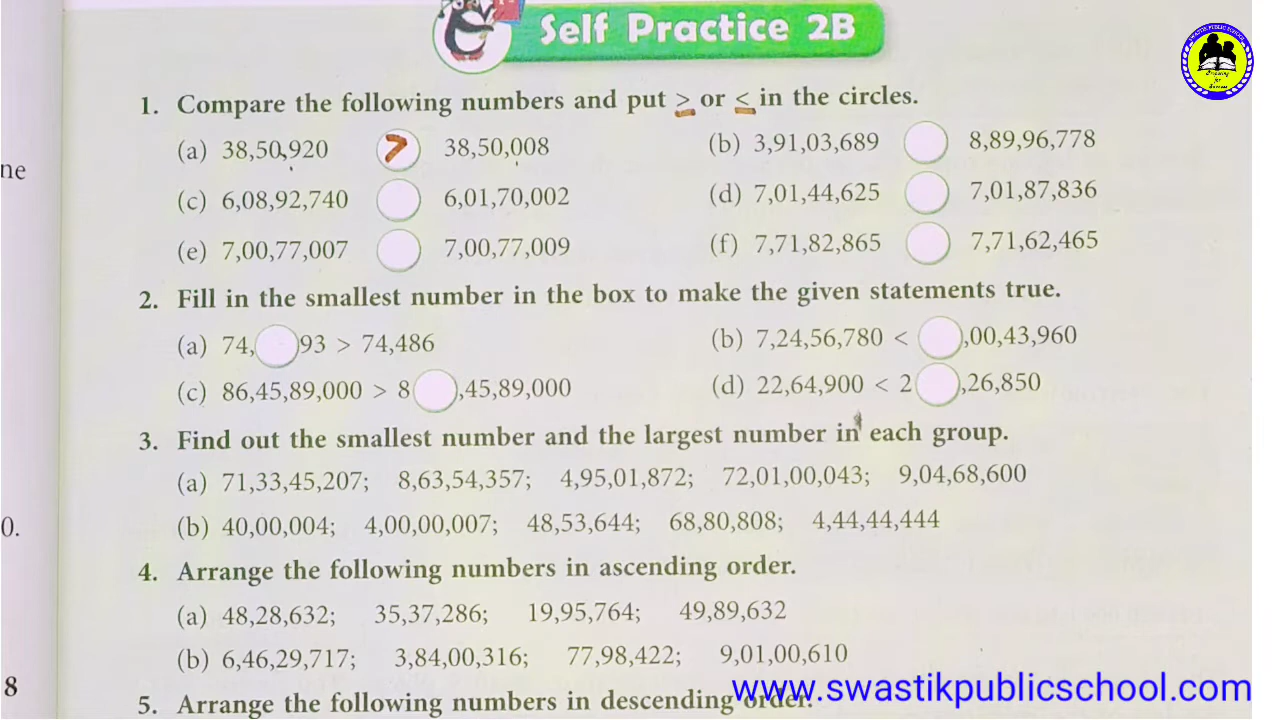 Self Practice 2B
SWASTIK PUBLIC SCHOOL
Preparing
for
Success
1. Compare the following numbers and put > or < in the circles.
(a) 38,50,920 > 38,50,008 (b) 3,91,03,689 8,89,96,778
ne
(c) 6,08,92,740 6,01,70,002 (d) 7,01,44,625 7,01,87,836
(e) 7,00,77,007 7,00,77,009 (f) 7,71,82,865 7,71,62,465
2. Fill in the smallest number in the box to make the given statements true.
(a) 74, 93 > 74,486 (b) 7,24,56,780 < ,00,43,960
(c) 86,45,89,000 > 8 ,45,89,000 (d) 22,64,900 < 2 ,26,850
3. Find out the smallest number and the largest number in each group.
(a) 71,33,45,207; 8,63,54,357; 4,95,01,872; 72,01,00,043; 9,04,68,600
0.
(b) 40,00,004; 4,00,00,007; 48,53,644; 68,80,808; 4,44,44,444
4. Arrange the following numbers in ascending order.
(a) 48,28,632; 35,37,286; 19,95,764; 49,89,632
(b) 6,46,29,717; 3,84,00,316; 77,98,422; 9,01,00,610
8
5. Arrange the following numbers in descending order.
www.swastikpublicschool.com